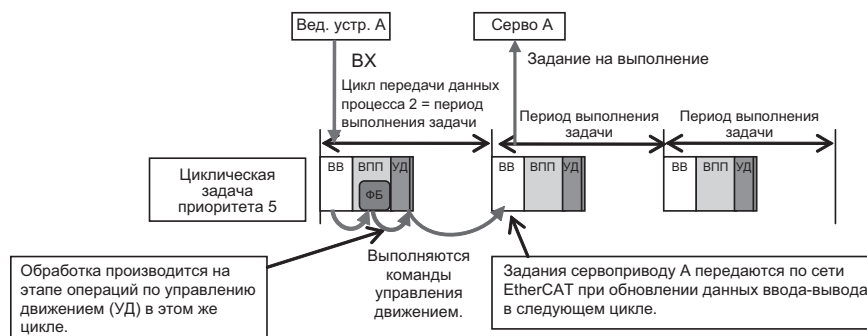 Вед. устр. А
Серво А
ВХ
Задание на выполнение
Цикл передачи данных
процесса 2 = период
выполнения задачи
Период выполнения
задачи
Период выполнения
задачи
Циклическая
задача
приоритета 5
ВВ ВПП УД
ФБ
ВВ ВПП УД
ВВ ВПП УД
Обработка производится на
этапе операций по управлению
движением (УД) в этом же
цикле.
Выполняются
команды
управления
движением.
Задания сервоприводу А передаются по сети
EtherCAT при обновлении данных ввода-вывода
в следующем цикле.